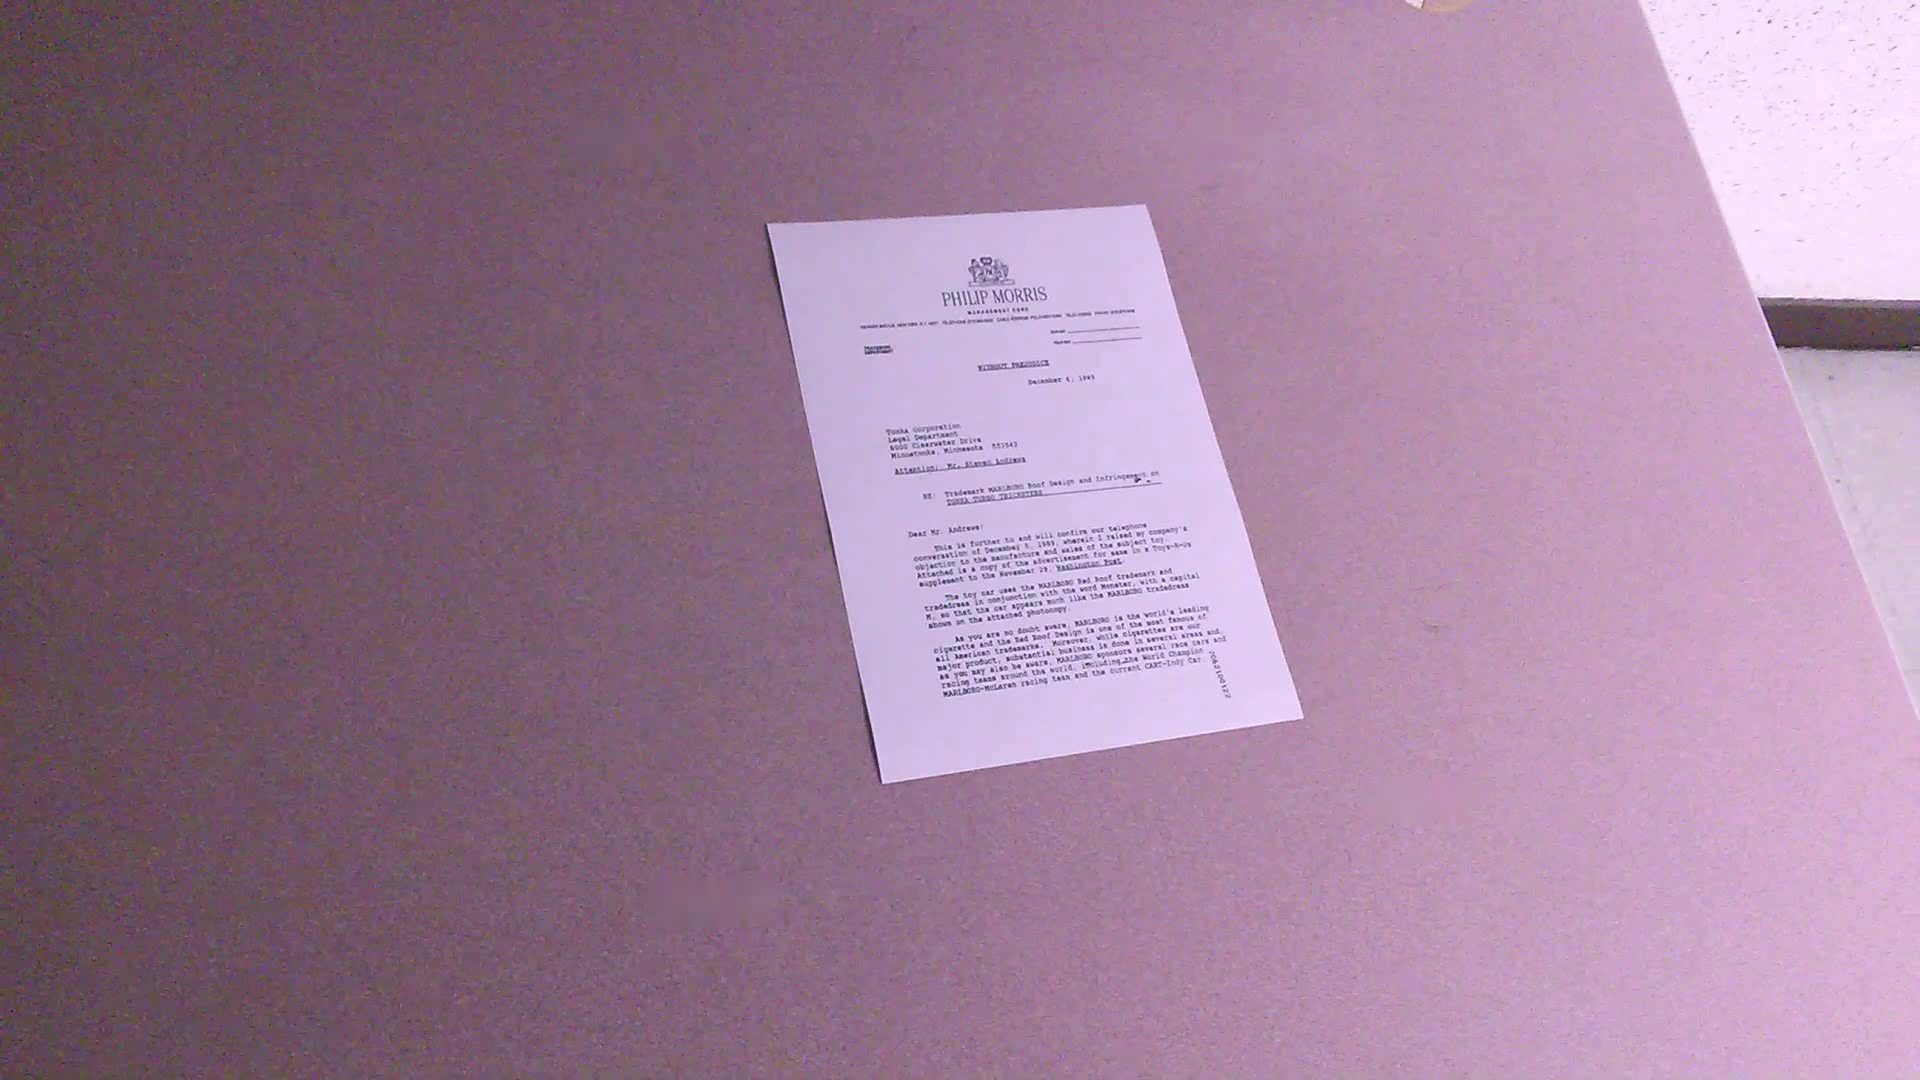 PHILIP MORRIS
MANAGEMENT CORP.
TRADEMARK
DEPARTMENT
WITHOUT PREJUDICE
December 6, 1989
Tonka Corporation
Legal Department
6000 Clearwater Drive
Minnetonka, Minnesota 553543
Attention: Mr. Steven Andrews
RE: Trademark MARLBORO Roof Design and Infringement on
TONKA TURBO TRICKSTERS
Dear Mr. Andrews:
This is further to and will confirm our telephone
conversation of December 5, 1989, wherein I raised my company's
objection to the manufacture and sales of the subject toy.
Attached is a copy of the advertisement for same in a Toys-R-Us
supplement to the November 29, Washington Post.
The toy car uses the MARLBORO Red Roof trademark and
tradedress in conjunction with the word Monster, with a capital
M, so that the car appears much like the MARLBORO tradedress
shown on the attached photocopy.
As you are no doubt aware, MARLBORO is the world's leading
cigarette and the Red Roof Design is one of the most famous of
all American trademarks. Moreover, while cigarettes are our
major product, substantial business is done in several areas and,
as you may also be aware, MARLBORO sponsors several race cars and
racing teams around the world, including the World Champion
MARLBORO-McLaren racing team and the current CART-Indy Car
2062100122